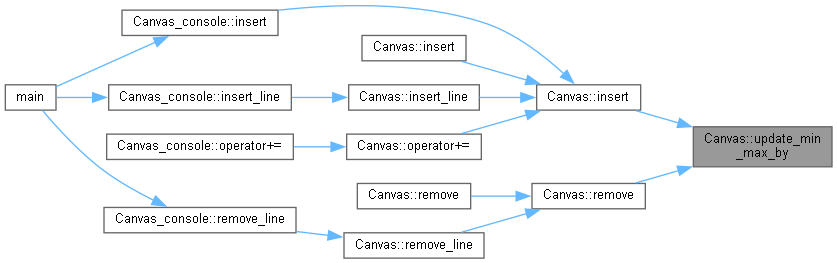 Canvas_console::insert
Canvas::insert
main
Canvas_console::insert_line
Canvas::insert_line
Canvas::insert
Canvas::update_min
_max_by
Canvas_console::operator+=
Canvas::operator+=
Canvas::remove
Canvas::remove
Canvas_console::remove_line
Canvas::remove_line